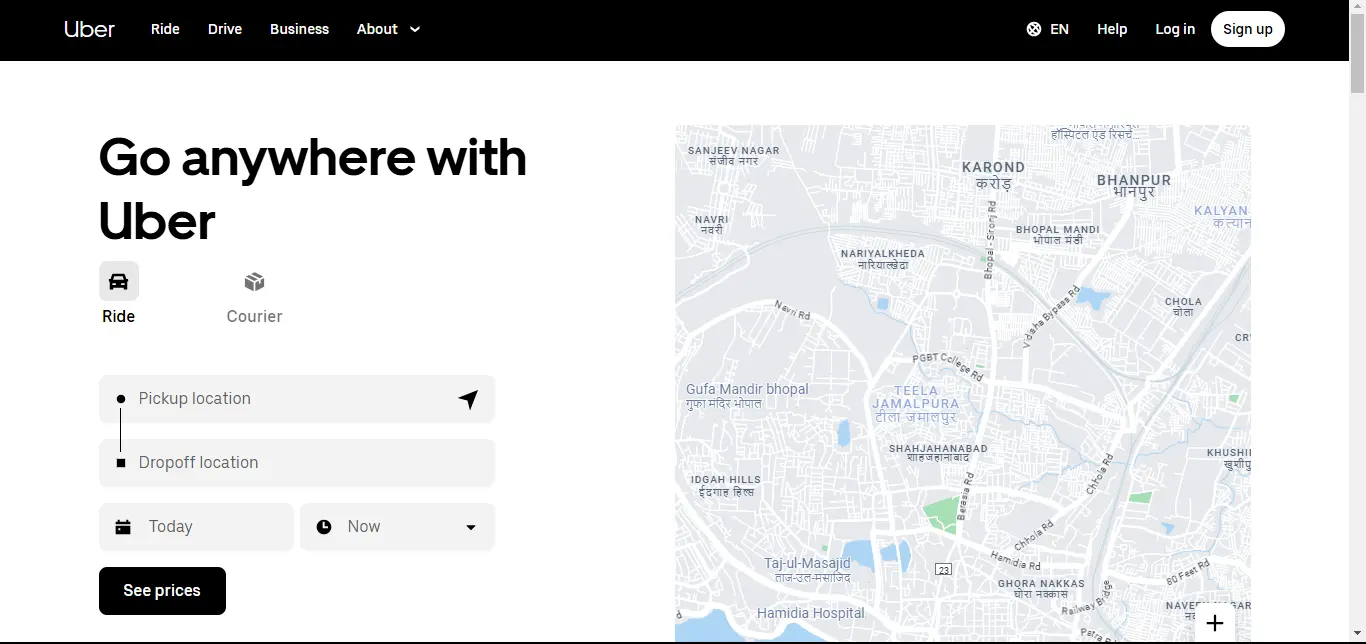 Uber
Ride
Drive
Business
About
EN
Help
Log in
Sign up
Go anywhere with
Uber
Ride
Courier
Pickup location
Dropoff location
Today
Now
See prices
हॉस्पिटल एंड रिसर्च...
SANJEEV NAGAR
संजीव नगर
KAROND
करोंड़
BHANPUR
भानपुर
KALYAN
कल्यान
NAVRI
नवरी
BHOPAL MANDI
भोपाल मंडी
Bhopal - Sironj Rd
NARIYALKHEDA
नारियालखेदा
Vidisha Bypass Rd
CHOLA
चोला
Navri Rd
PGBT College Rd
Gufa Mandir bhopal
गुफा मंदिर भोपाल
TEELA
JAMALPURA
टीला जमालपुर
SHAHJAHANABAD
शाहजहानाबाद
KHUSHI
खुशीपु
IDGAH HILLS
ईदगाह हिल्स
Berasia Rd
Chhola Rd
Chhola Rd
Hamidia Rd
Taj-ul-Masajid
ताज-उल-मसाजिद
23
80 Feet Rd
GHORA NAKKAS
घोरा नक्कास
Railway Bridge
Hamidia Hospital
Patra Rd